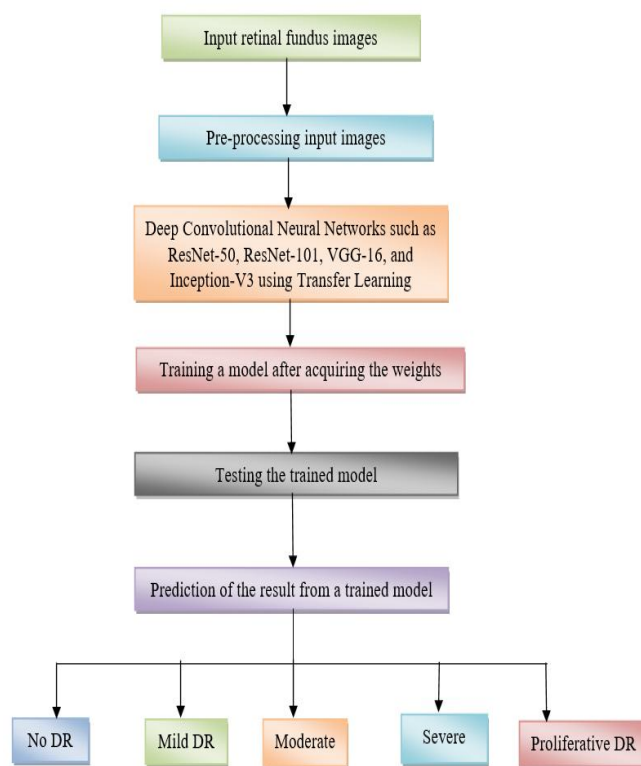 Input retinal fundus images
Pre-processing input images
Deep Convolutional Neural Networks such as
ResNet-50, ResNet-101, VGG-16, and
Inception-V3 using Transfer Learning
Training a model after acquiring the weights
Testing the trained model
Prediction of the result from a trained model
No DR
Mild DR
Moderate
Severe
Proliferative DR